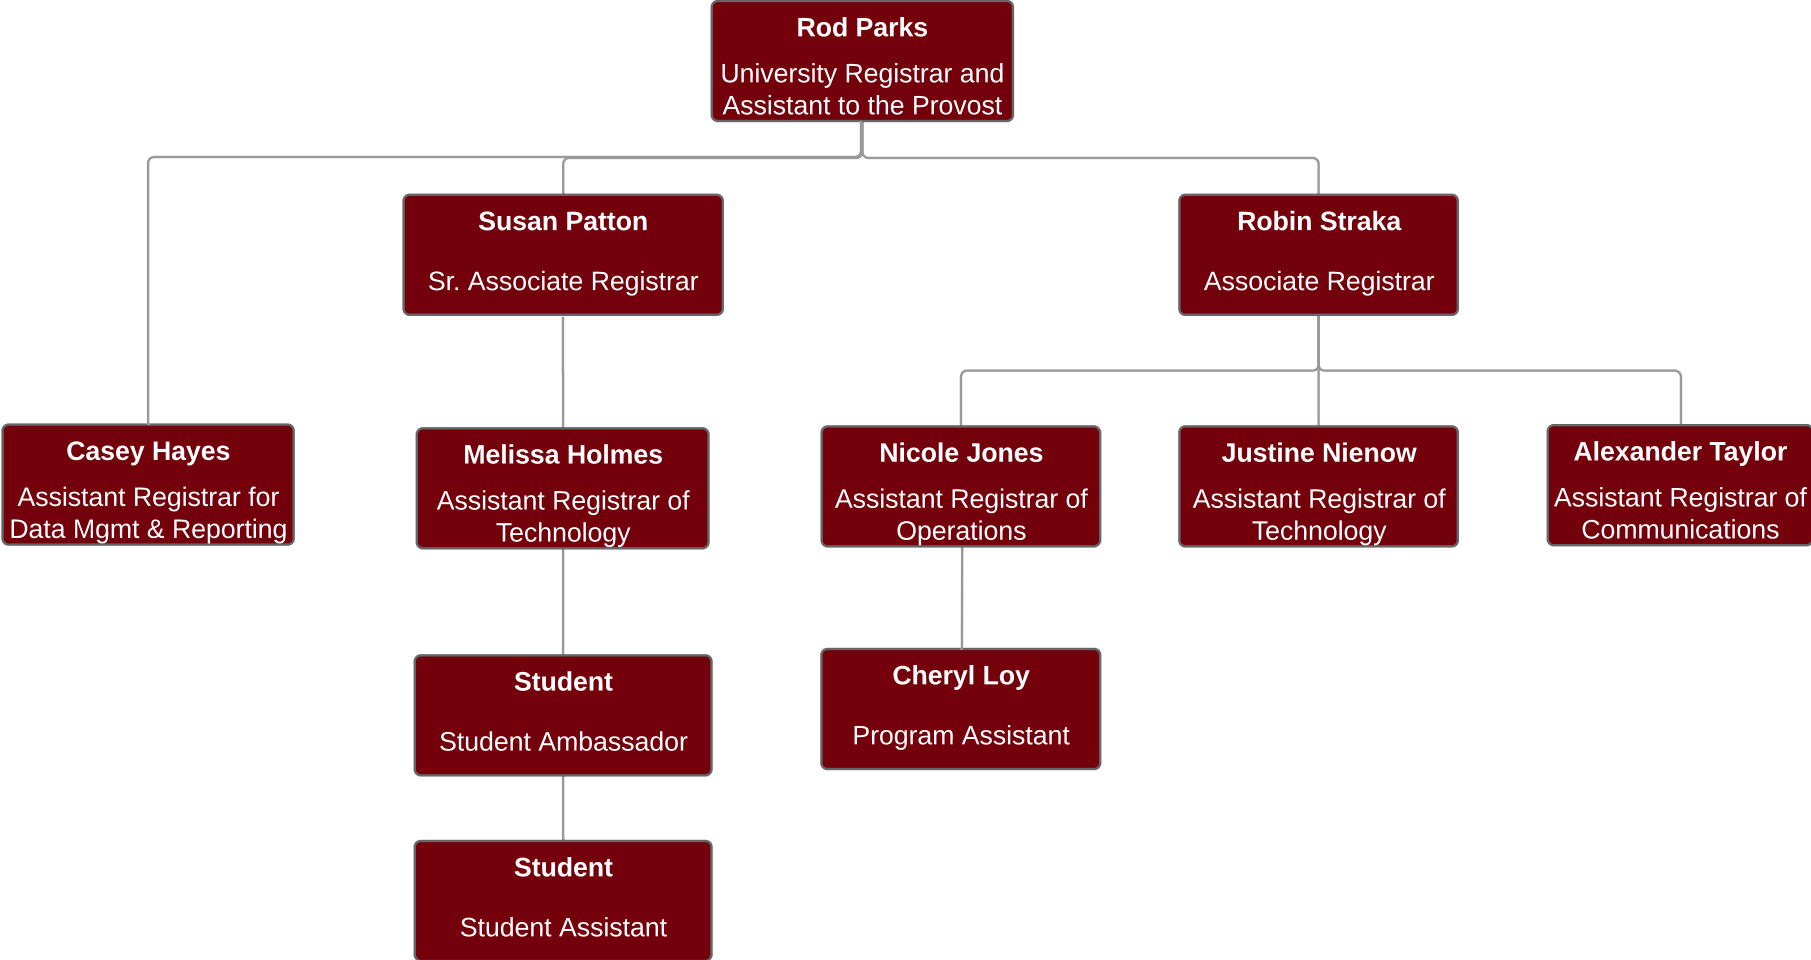 Rod Parks
University Registrar and
Assistant to the Provost
Susan Patton
Sr. Associate Registrar
Robin Straka
Associate Registrar
Casey Hayes
Assistant Registrar for
Data Mgmt & Reporting
Melissa Holmes
Assistant Registrar of
Technology
Nicole Jones
Assistant Registrar of
Operations
Justine Nienow
Assistant Registrar of
Technology
Alexander Taylor
Assistant Registrar of
Communications
Student
Student Ambassador
Cheryl Loy
Program Assistant
Student
Student Assistant